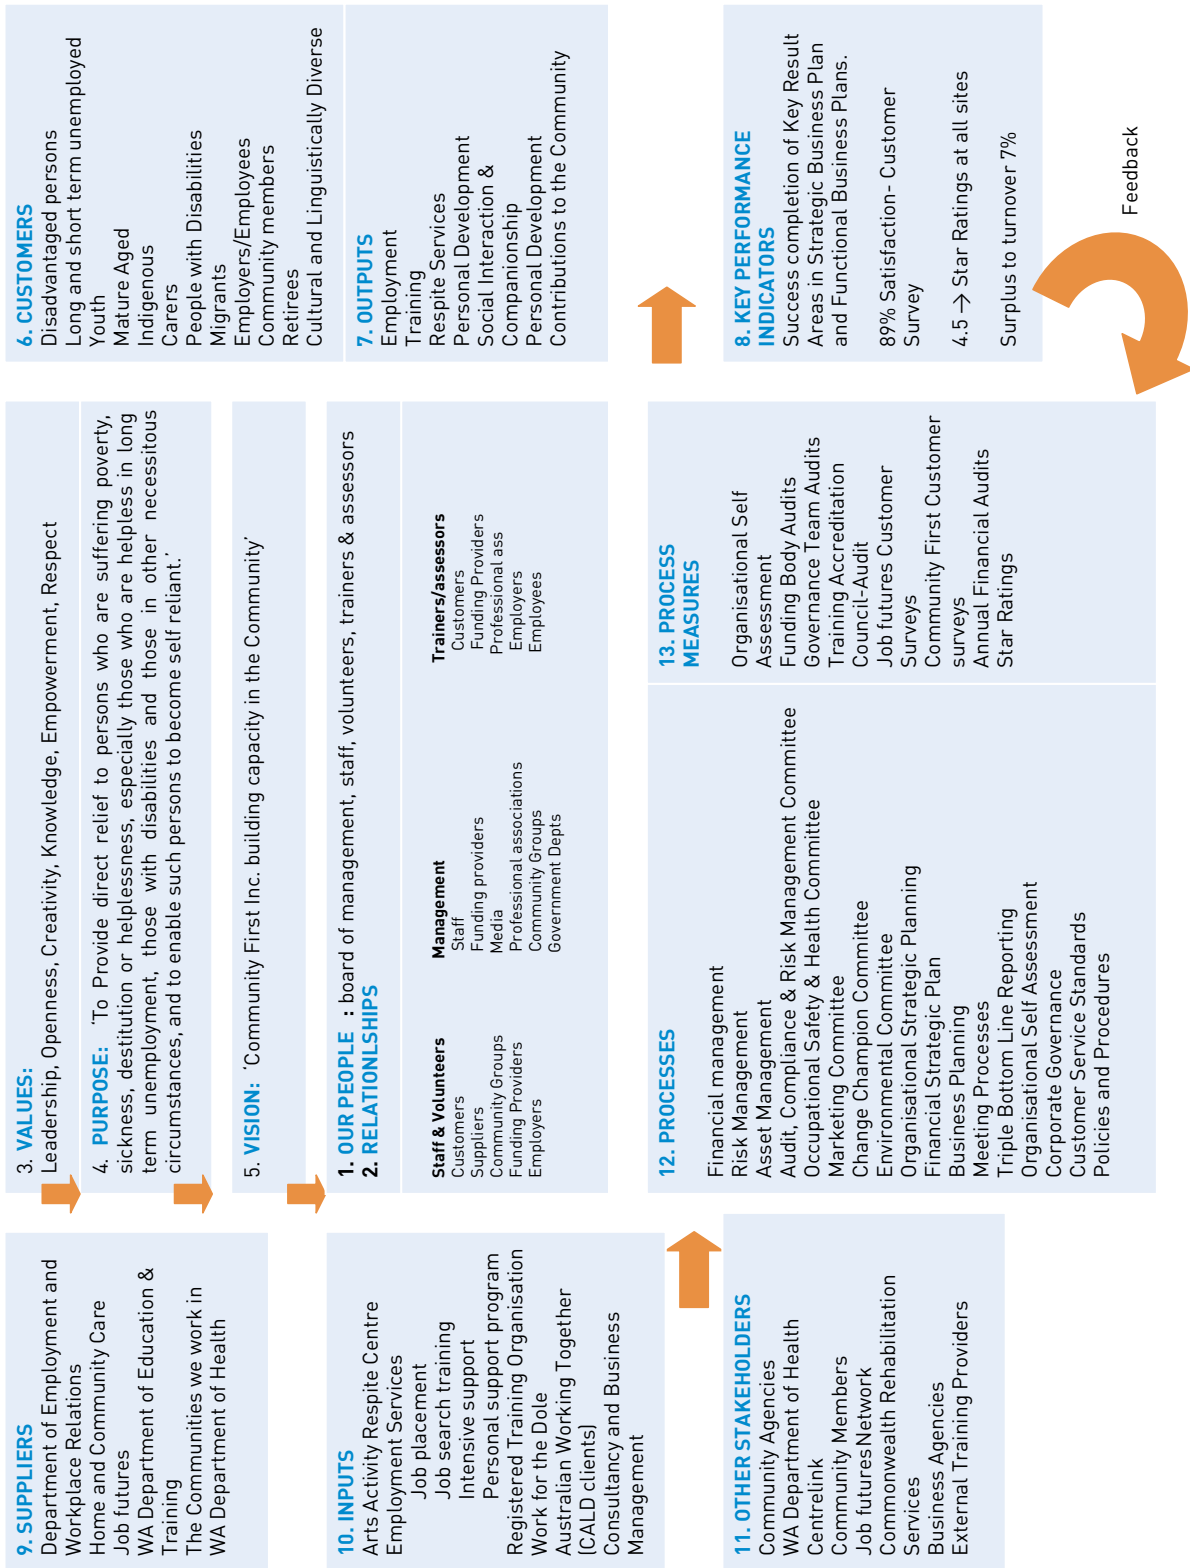 9. SUPPLIERS
Department of Employment and
Workplace Relations
Home and Community Care
Job futures
WA Department of Education &
Training
The Communities we work in
WA Department of Health
3. VALUES:
Leadership, Openness, Creativity, Knowledge, Empowerment, Respect
4. PURPOSE: 'To Provide direct relief to persons who are suffering poverty,
sickness, destitution or helplessness, especially those who are helpless in long
term unemployment, those with disabilities and those in other necessitous
circumstances, and to enable such persons to become self reliant.'
5. VISION: 'Community First Inc. building capacity in the Community'
6. CUSTOMERS
Disadvantaged persons
Long and short term unemployed
Youth
Mature Aged
Indigenous
Carers
People with Disabilities
Migrants
Employers/Employees
Community members
Retirees
Cultural and Linguistically Diverse
10. INPUTS
Arts Activity Respite Centre
Employment Services
Job placement
Job search training
Intensive support
Personal support program
Registered Training Organisation
Work for the Dole
Australian Working Together
(CALD clients)
Consultancy and Business
Management
1. OUR PEOPLE : board of management, staff, volunteers, trainers & assessors
2. RELATIONLSHIPS
Staff & Volunteers
Customers
Suppliers
Community Groups
Funding Providers
Employers
Management
Staff
Funding providers
Media
Professional associations
Community Groups
Government Depts
Trainers/assessors
Customers
Funding Providers
Professional ass
Employers
Employees
7. OUTPUTS
Employment
Training
Respite Services
Personal Development
Social Interaction &
Companionship
Personal Development
Contributions to the Community
11. OTHER STAKEHOLDERS
Community Agencies
WA Department of Health
Centrelink
Community Members
Job futures Network
Commonwealth Rehabilitation
Services
Business Agencies
External Training Providers
12. PROCESSES
Financial management
Risk Management
Asset Management
Audit, Compliance & Risk Management Committee
Occupational Safety & Health Committee
Marketing Committee
Change Champion Committee
Environmental Committee
Organisational Strategic Planning
Financial Strategic Plan
Business Planning
Meeting Processes
Triple Bottom Line Reporting
Organisational Self Assessment
Corporate Governance
Customer Service Standards
Policies and Procedures
13. PROCESS
MEASURES
Organisational Self
Assessment
Funding Body Audits
Governance Team Audits
Training Accreditation
Council-Audit
Job futures Customer
Surveys
Community First Customer
surveys
Annual Financial Audits
Star Ratings
8. KEY PERFORMANCE
INDICATORS
Success completion of Key Result
Areas in Strategic Business Plan
and Functional Business Plans.
89% Satisfaction- Customer
Survey
4.5 → Star Ratings at all sites
Surplus to turnover 7%
Feedback